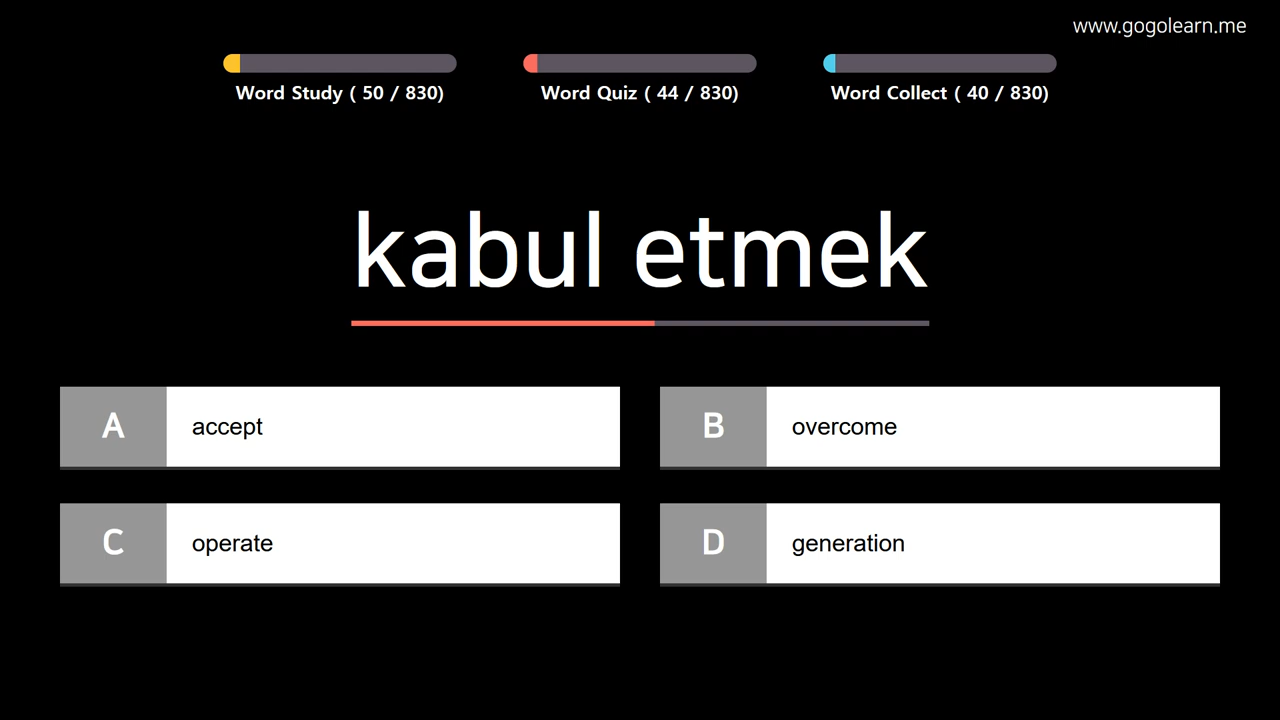 www.gogolearn.me
Word Study ( 50 / 830)
Word Quiz ( 44 / 830)
Word Collect ( 40 / 830)
kabul etmek
A accept
B overcome
C operate
D generation